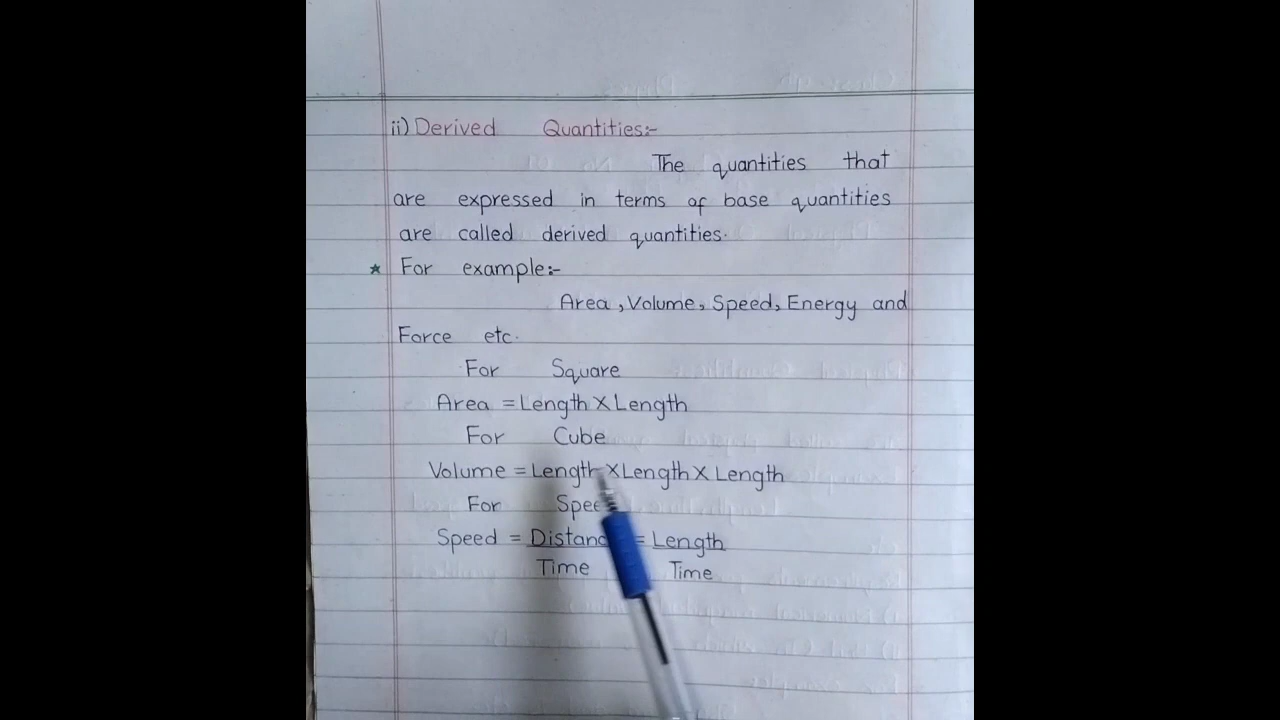 ii) Derived Quantities:-
The quantities that
are expressed in terms of base quantities
are called derived quantities.
★ For example:-
Area, Volume, Speed, Energy and
Force etc.
For Square
Area = Length X Length
For Cube
Volume = Length X Length X Length
For
Speed = = Length
Time Time